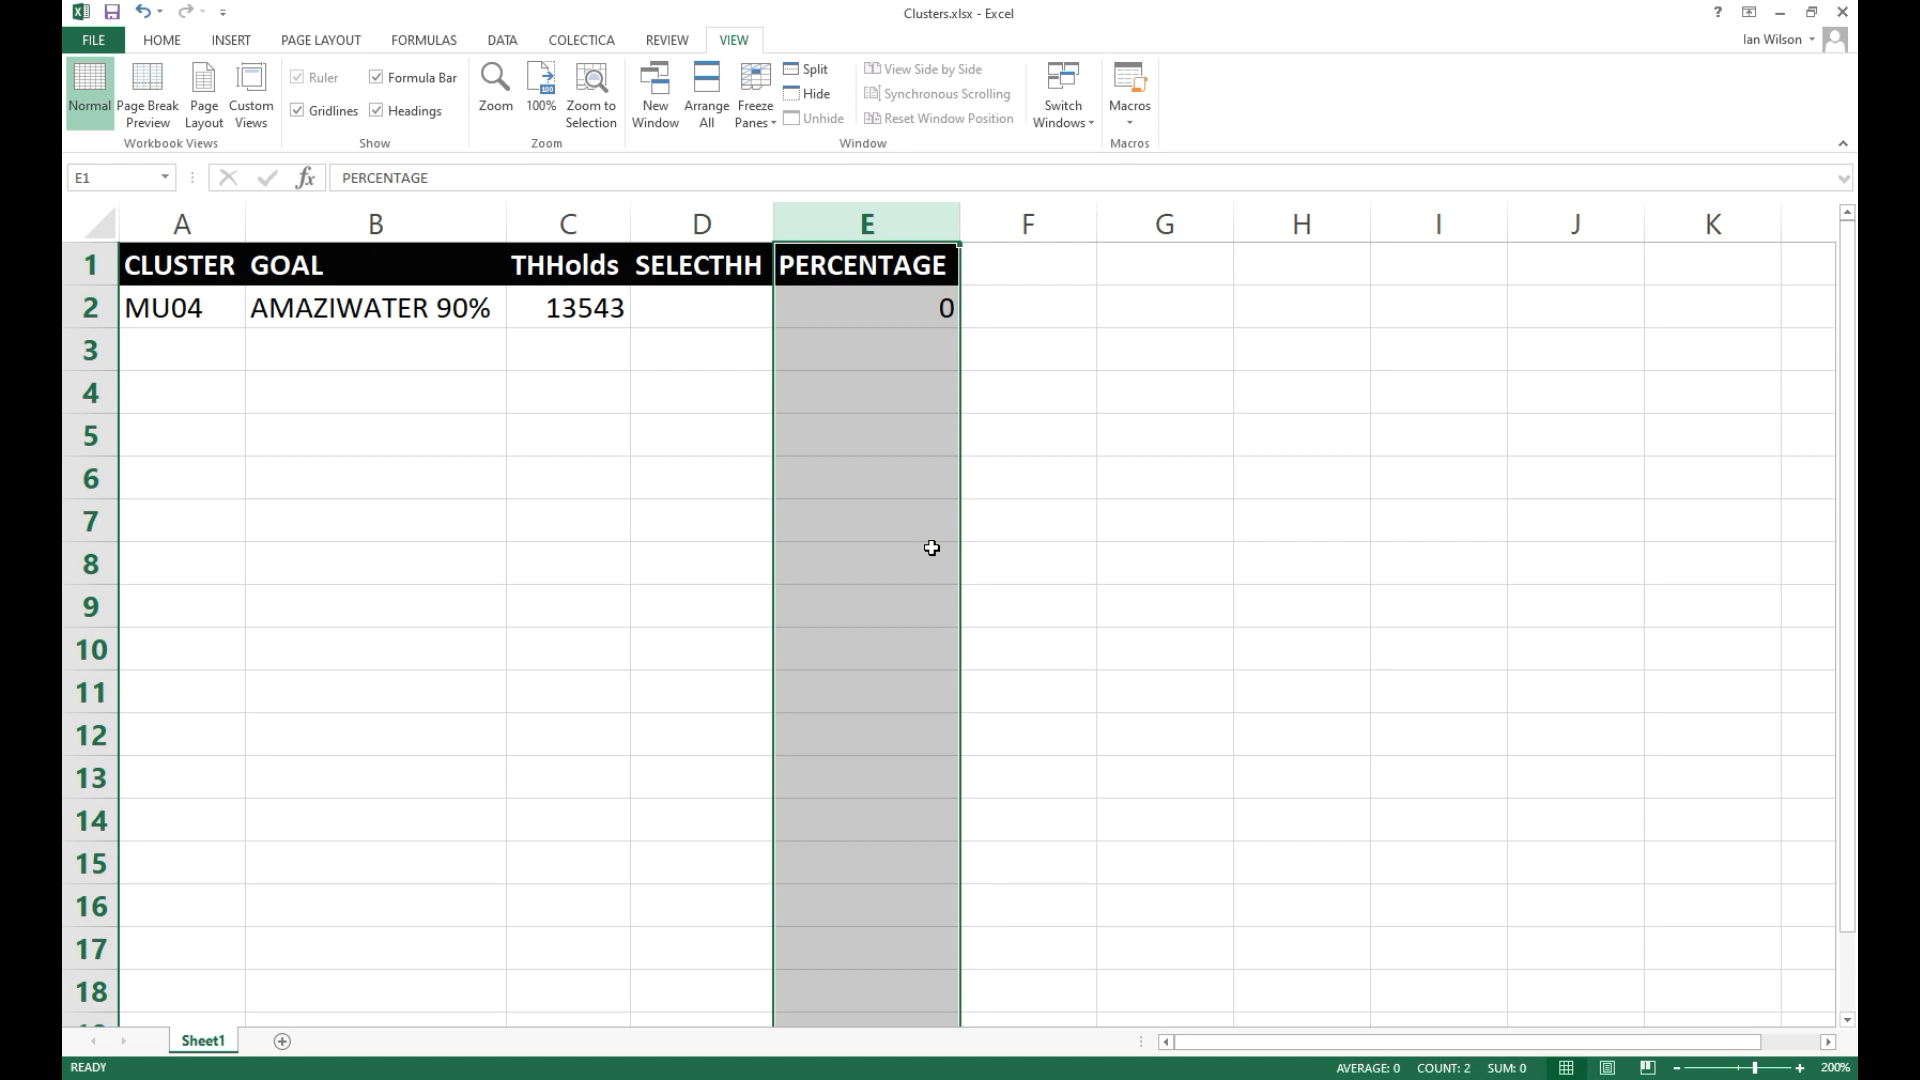 Clusters.xlsx - Excel
?
FILE HOME INSERT PAGE LAYOUT FORMULAS DATA COLECTICA REVIEW VIEW Ian Wilson
Normal Page Break Preview Page Layout Custom Views
Workbook Views
Ruler Formula Bar
Gridlines Headings
Show
Zoom 100% Zoom to Selection
Zoom
New Window Arrange All Freeze Panes
Split
Hide
Unhide
View Side by Side
Synchronous Scrolling
Reset Window Position
Switch Windows
Window
Macros
Macros
E1 fx PERCENTAGE
A B C D E F G H I J K
1 CLUSTER GOAL THHolds SELECTHH PERCENTAGE
2 MU04 AMAZIWATER 90% 13543 0
3
4
5
6
7
8
9
10
11
12
13
14
15
16
17
18
Sheet1
READY AVERAGE: 0 COUNT: 2 SUM: 0 200%